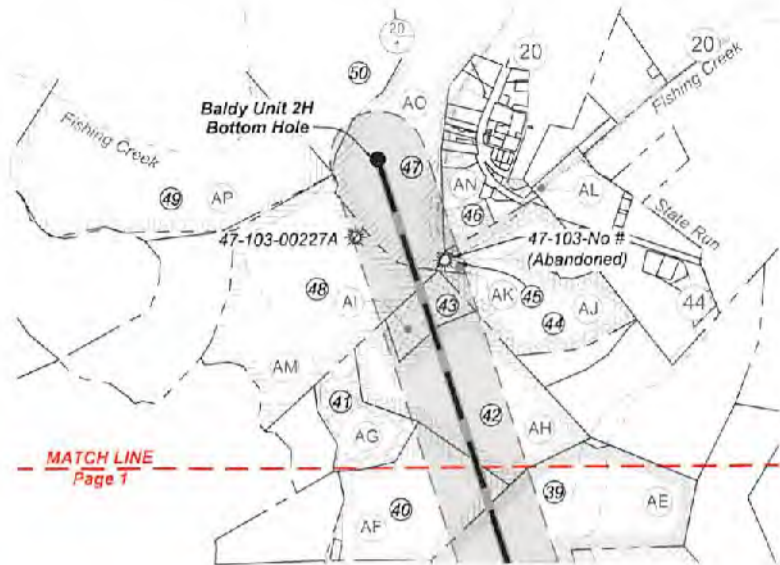 20
50
20
20
Fishing Creek
Baldy Unit 2H
Bottom Hole
AO
Fishing Creek
47
AN
AL
49
AP
46
State Run
47-103-00227A
47-103-No #
(Abandoned)
48
AI
43
AK
45
44
AJ
44
AM
41
42
AG
AH
MATCH LINE
Page 1
39
40
AE
AF